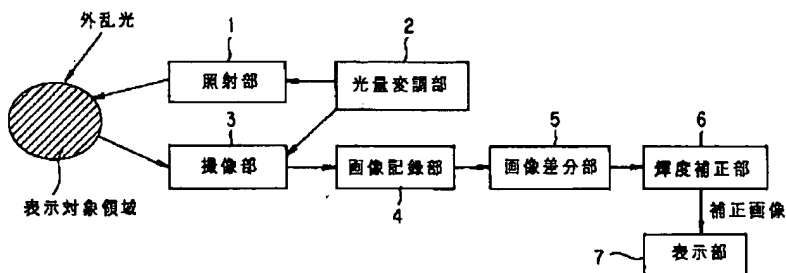 外乱光
1
照射部
2
光量変調部
3
撮像部
画像記録部
4
5
画像差分部
6
輝度補正部
表示対象領域
補正画像
7
表示部